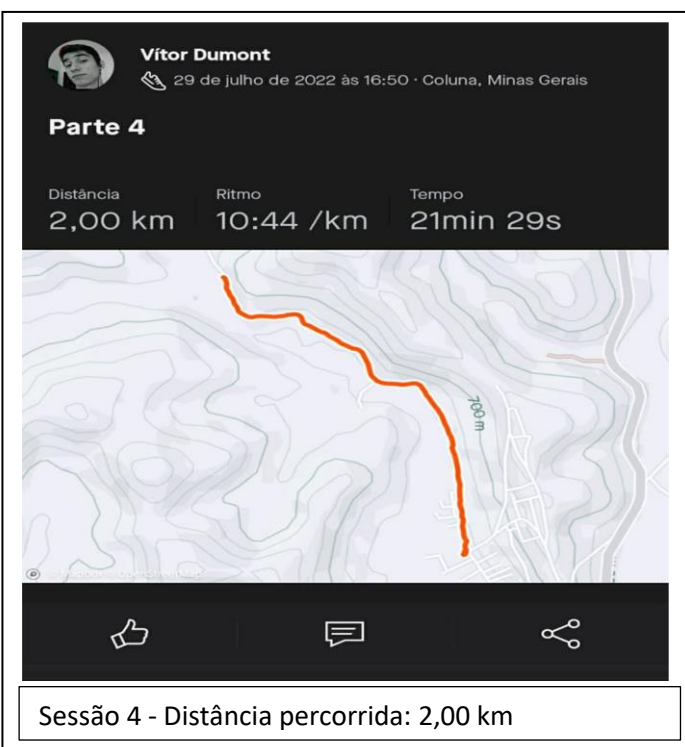 Vítor Dumont
29 de julho de 2022 às 16:50 · Coluna, Minas Gerais
Parte 4
Distância
Ritmo
Tempo
2,00 km
10:44 /km
21min 29s
700 m
Sessão 4 - Distância percorrida: 2,00 km